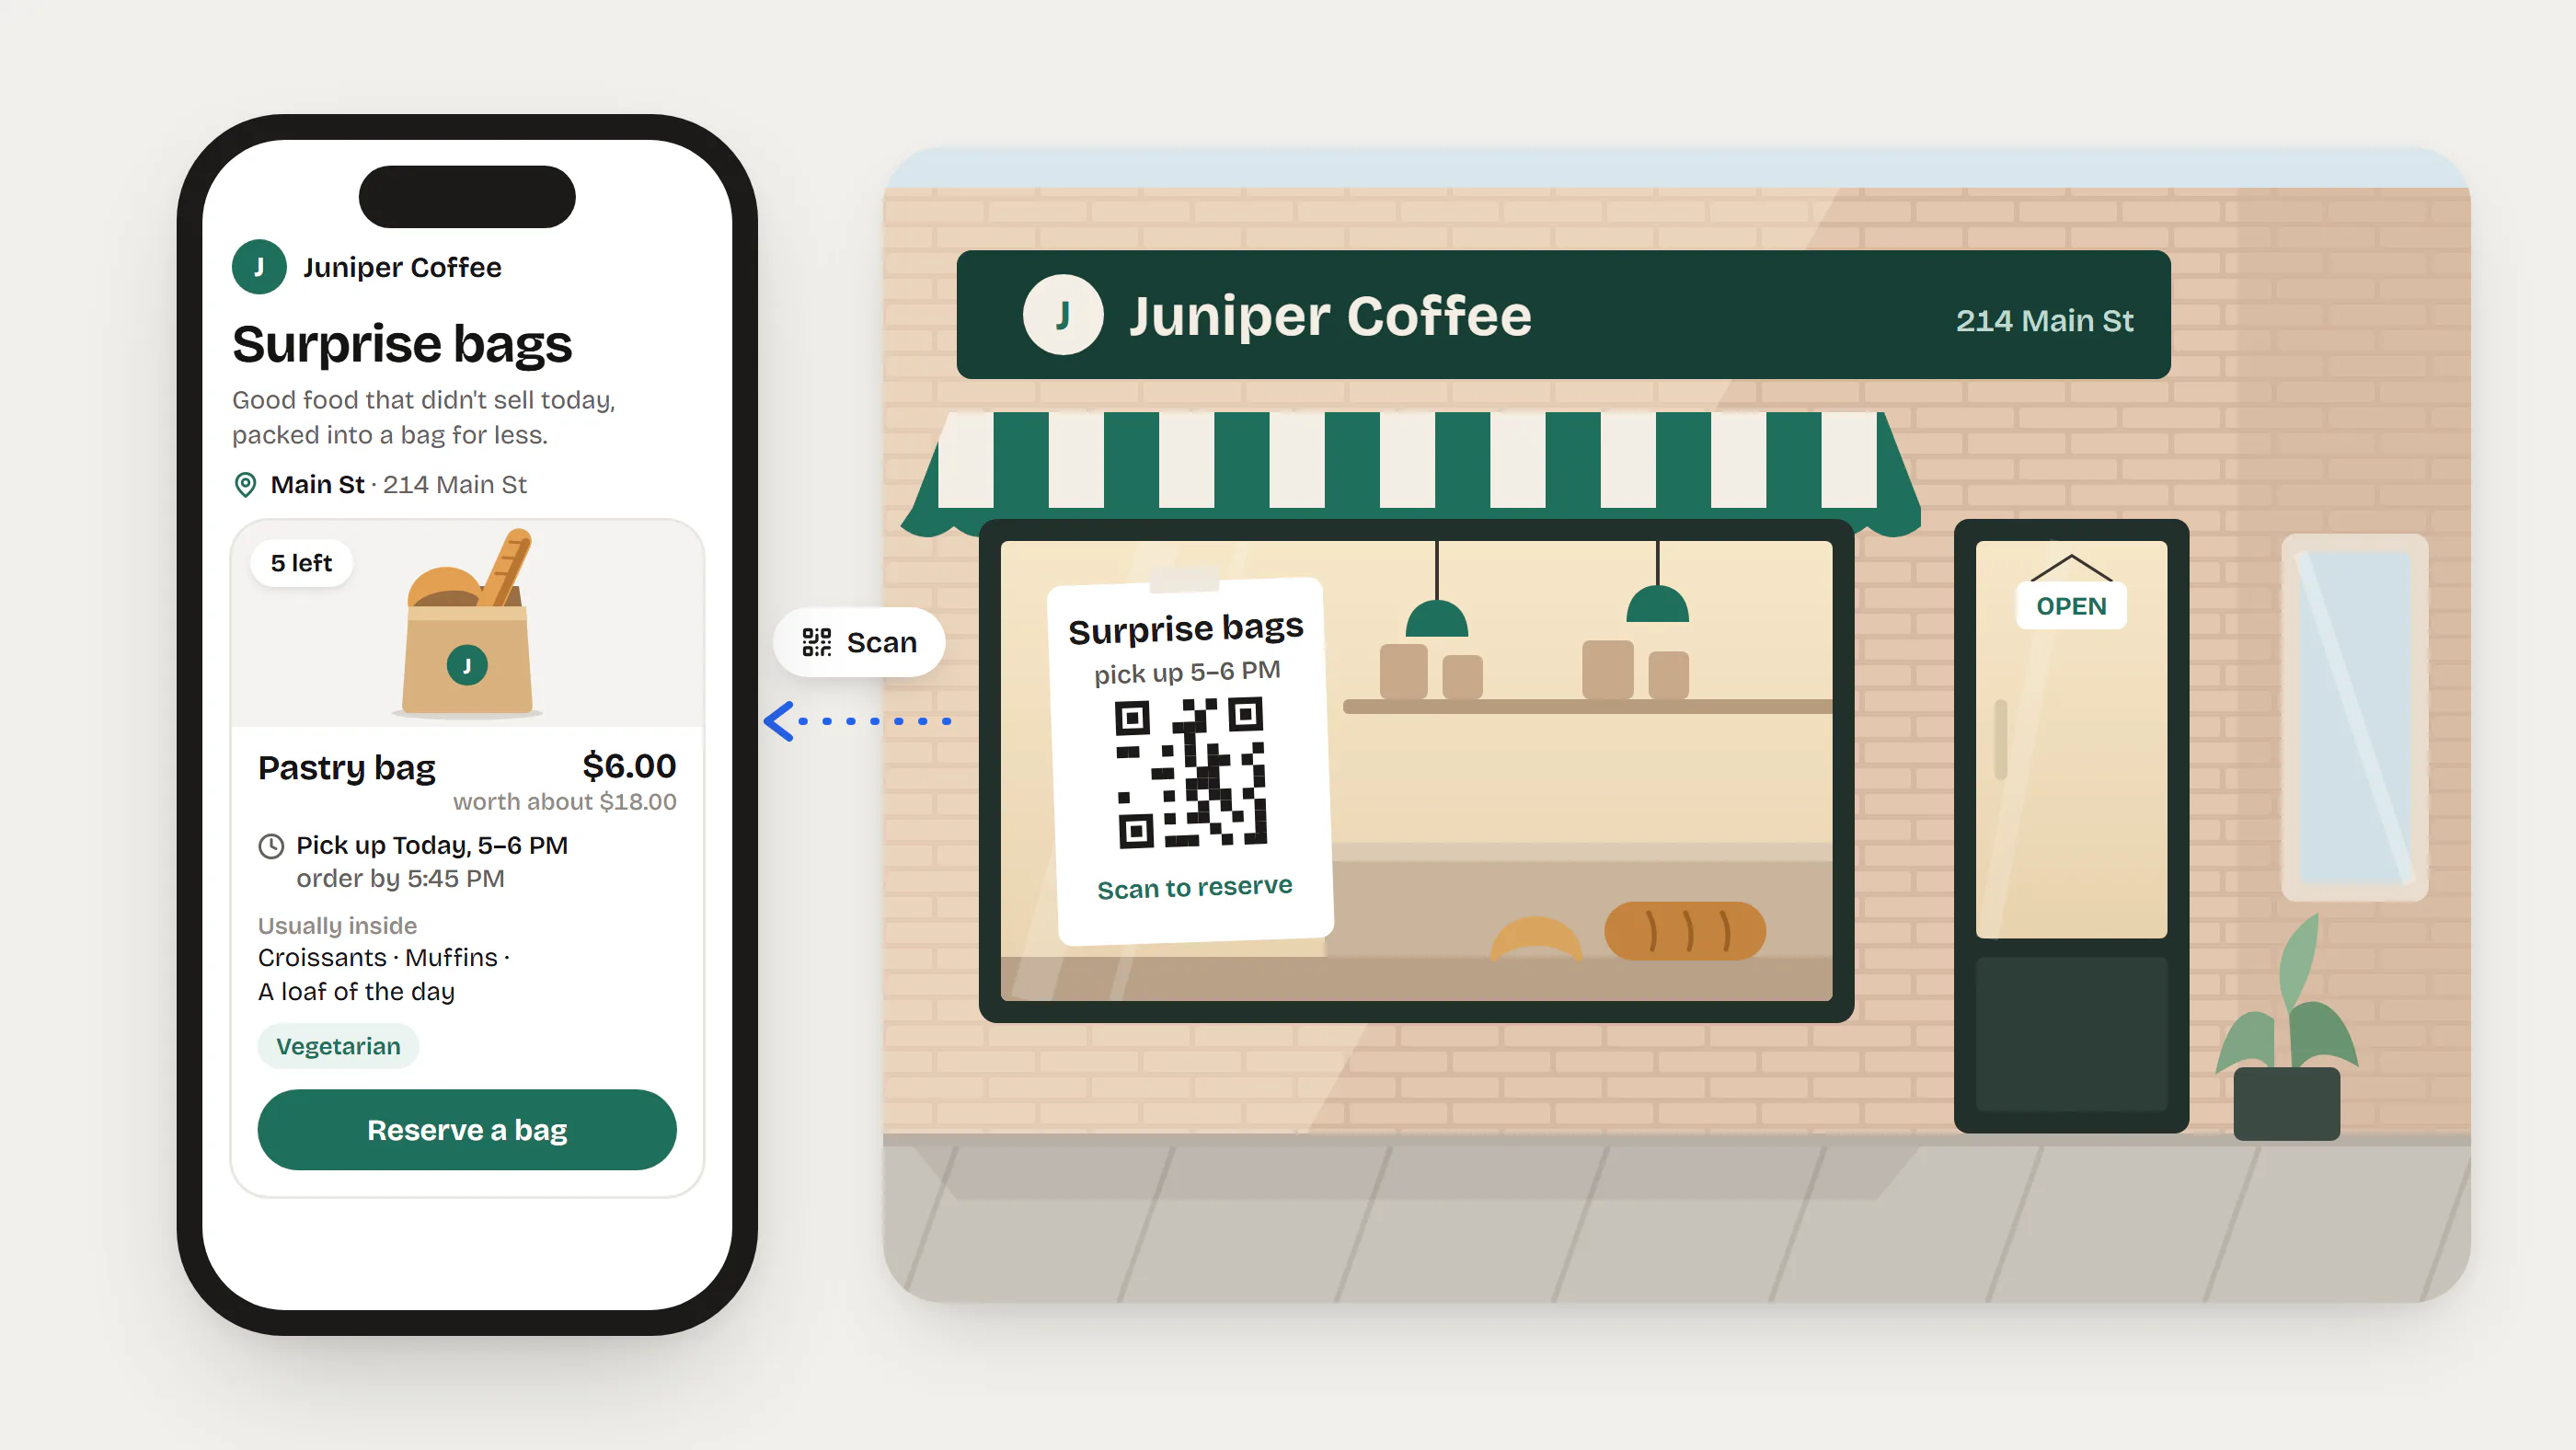 J Juniper Coffee
Surprise bags
Good food that didn't sell today,
packed into a bag for less.
Main St · 214 Main St
5 left
J
Pastry bag $6.00
worth about $18.00
Pick up Today, 5–6 PM
order by 5:45 PM
Usually inside
Croissants · Muffins ·
A loaf of the day
Vegetarian
Reserve a bag
Scan
J Juniper Coffee 214 Main St
Surprise bags
pick up 5–6 PM
Scan to reserve
OPEN